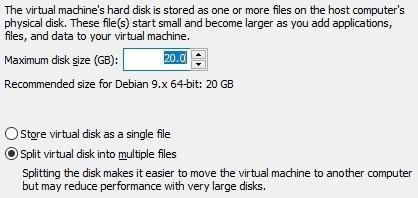 The virtual machine's hard disk is stored as one or more files on the host computer's
physical disk. These file(s) start small and become larger as you add applications,
files, and data to your virtual machine.
Maximum disk size (GB): 20.0
Recommended size for Debian 9.x 64-bit: 20 GB
Store virtual disk as a single file
Split virtual disk into multiple files
Splitting the disk makes it easier to move the virtual machine to another computer
but may reduce performance with very large disks.